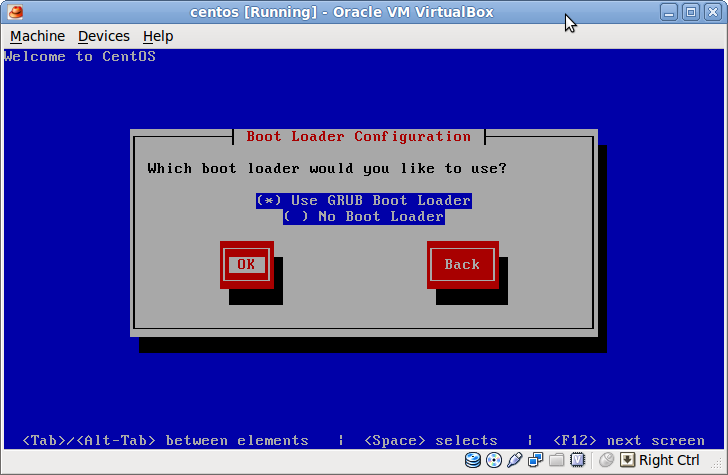 centos [Running] - Oracle VM VirtualBox
Machine Devices Help
Welcome to CentOS
Boot Loader Configuration
Which boot loader would you like to use?
(*) Use GRUB Boot Loader
( ) No Boot Loader
OK Back
<Tab>/<Alt-Tab> between elements | <Space> selects | <F12> next screen
Right Ctrl